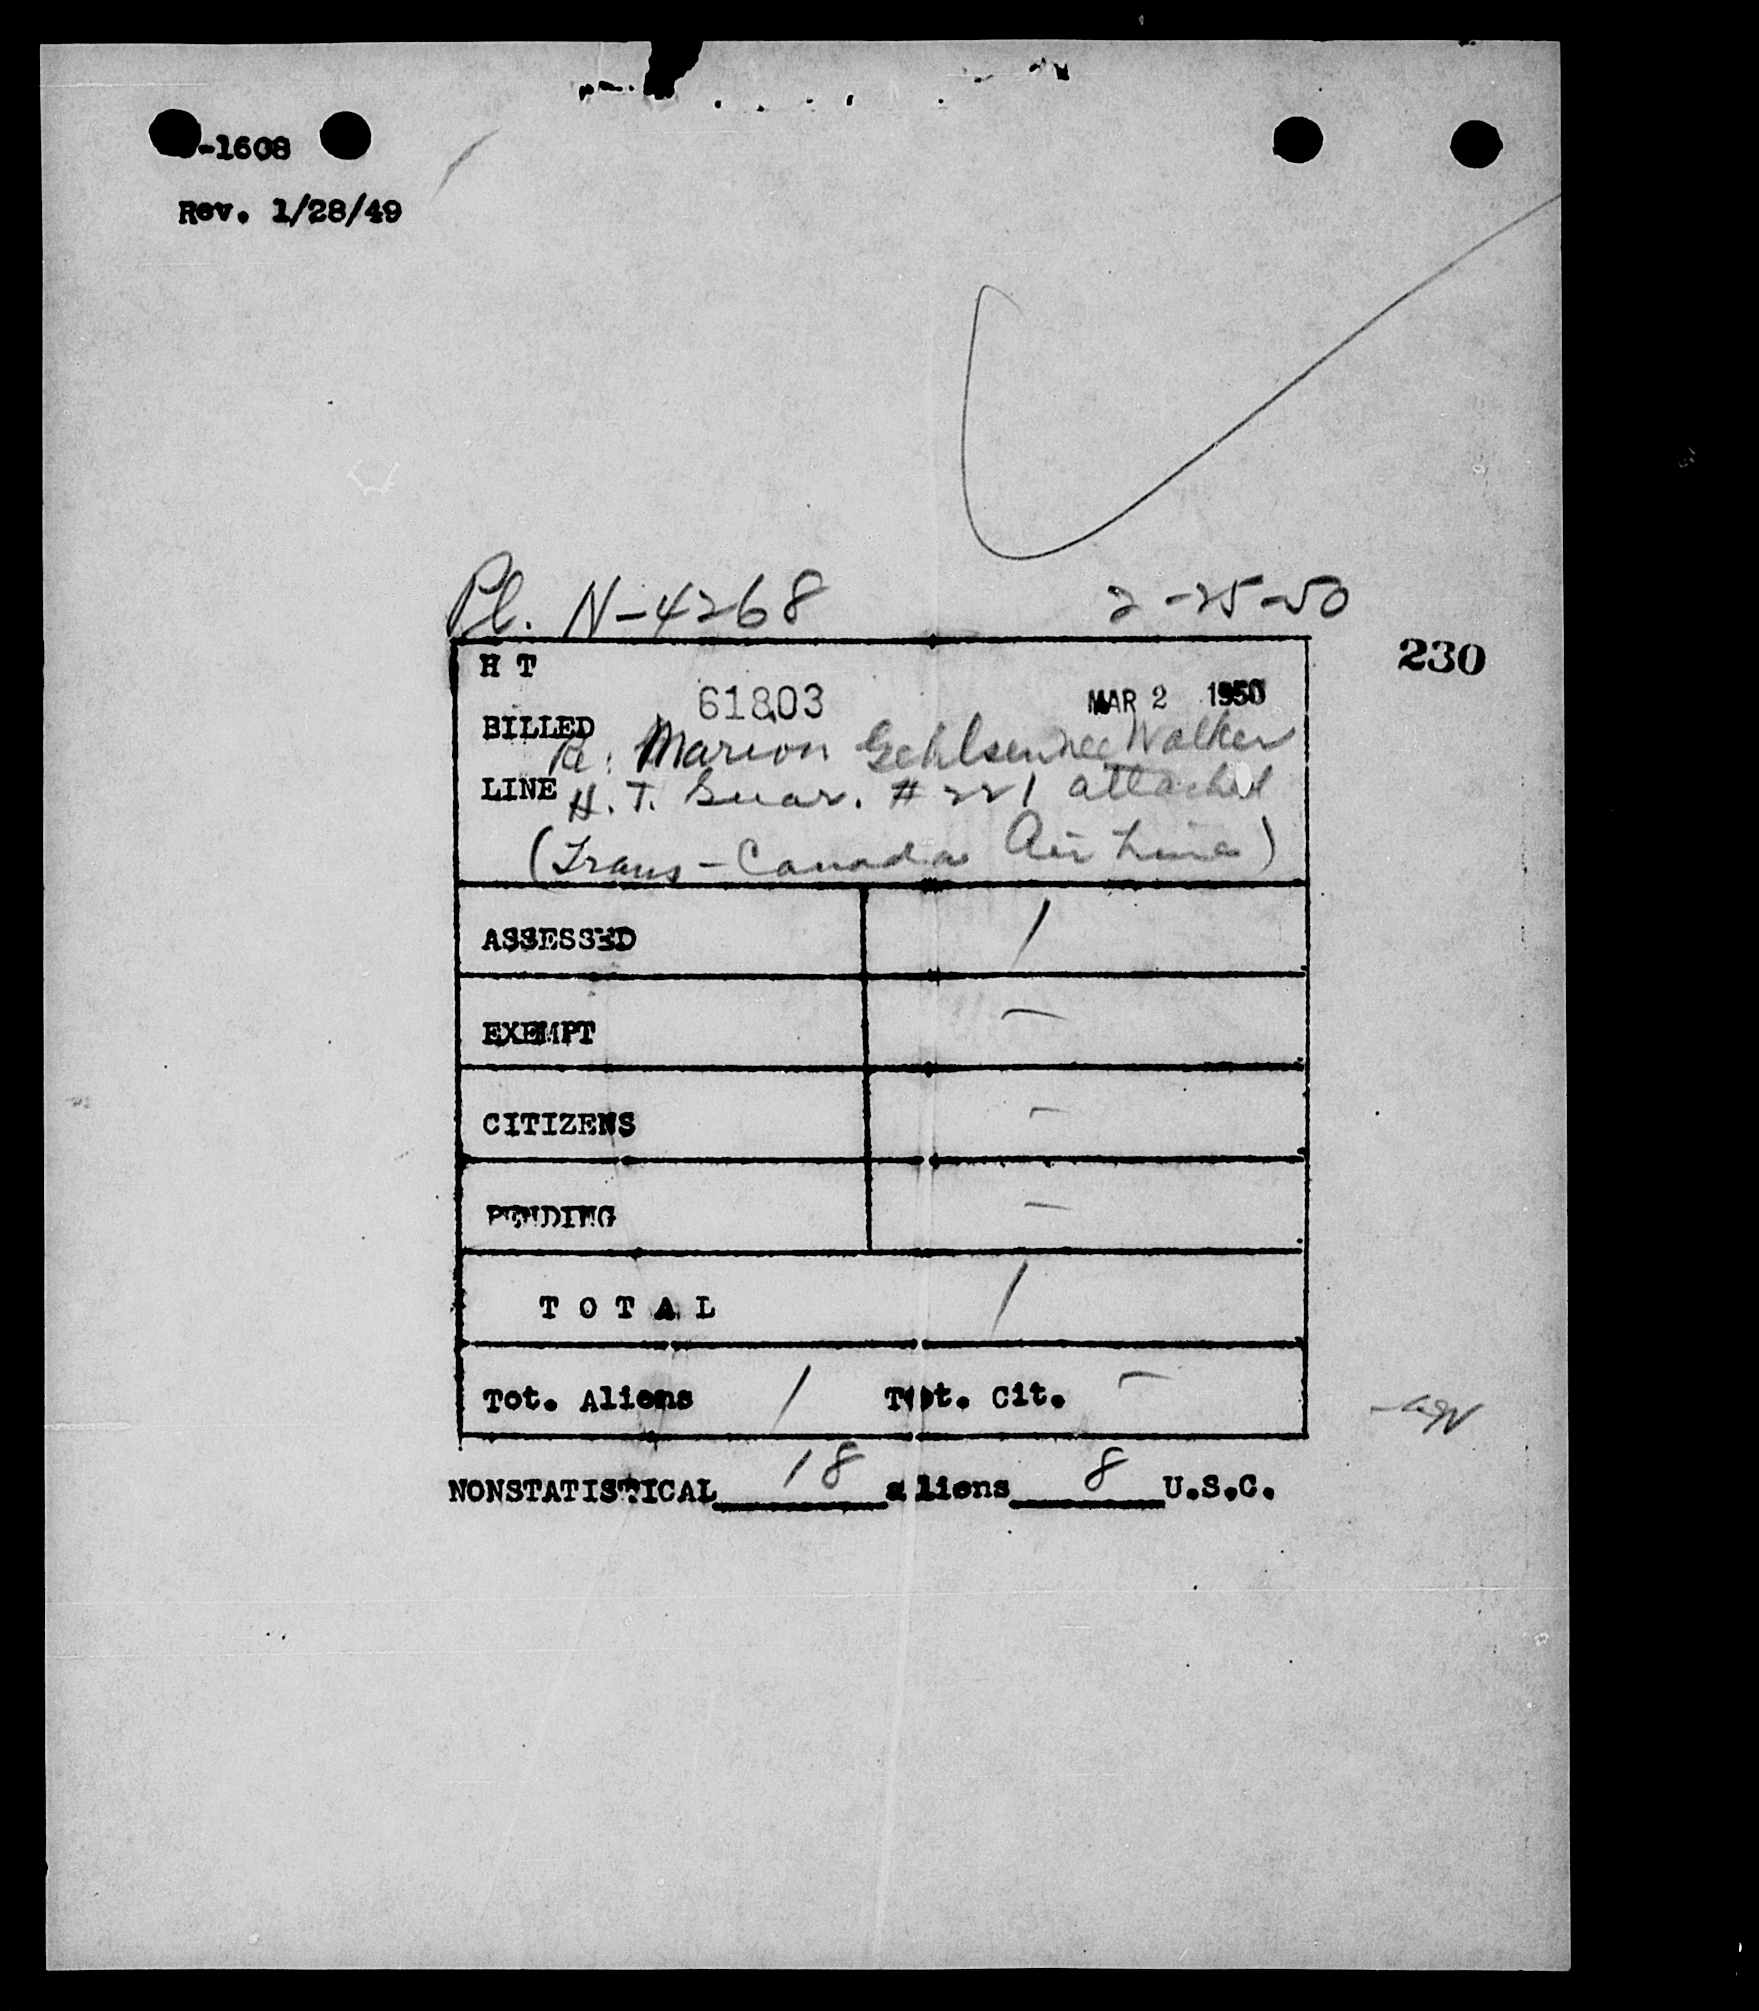 -1608
Rev. 1/28/49
Pl. N-4268 2-25-50
230
H T
61803 MAR 2 1950
BILLED
Re: Marion Gehlsen nee Walker
LINE H. T. Guar. # 221 attached
(Trans-Canada Air Lines)
ASSESSED 1
EXEMPT —
CITIZENS —
PENDING —
T O T A L 1
Tot. Aliens 1 Tot. Cit. —
NONSTATISTICAL 18 aliens 8 U.S.C.